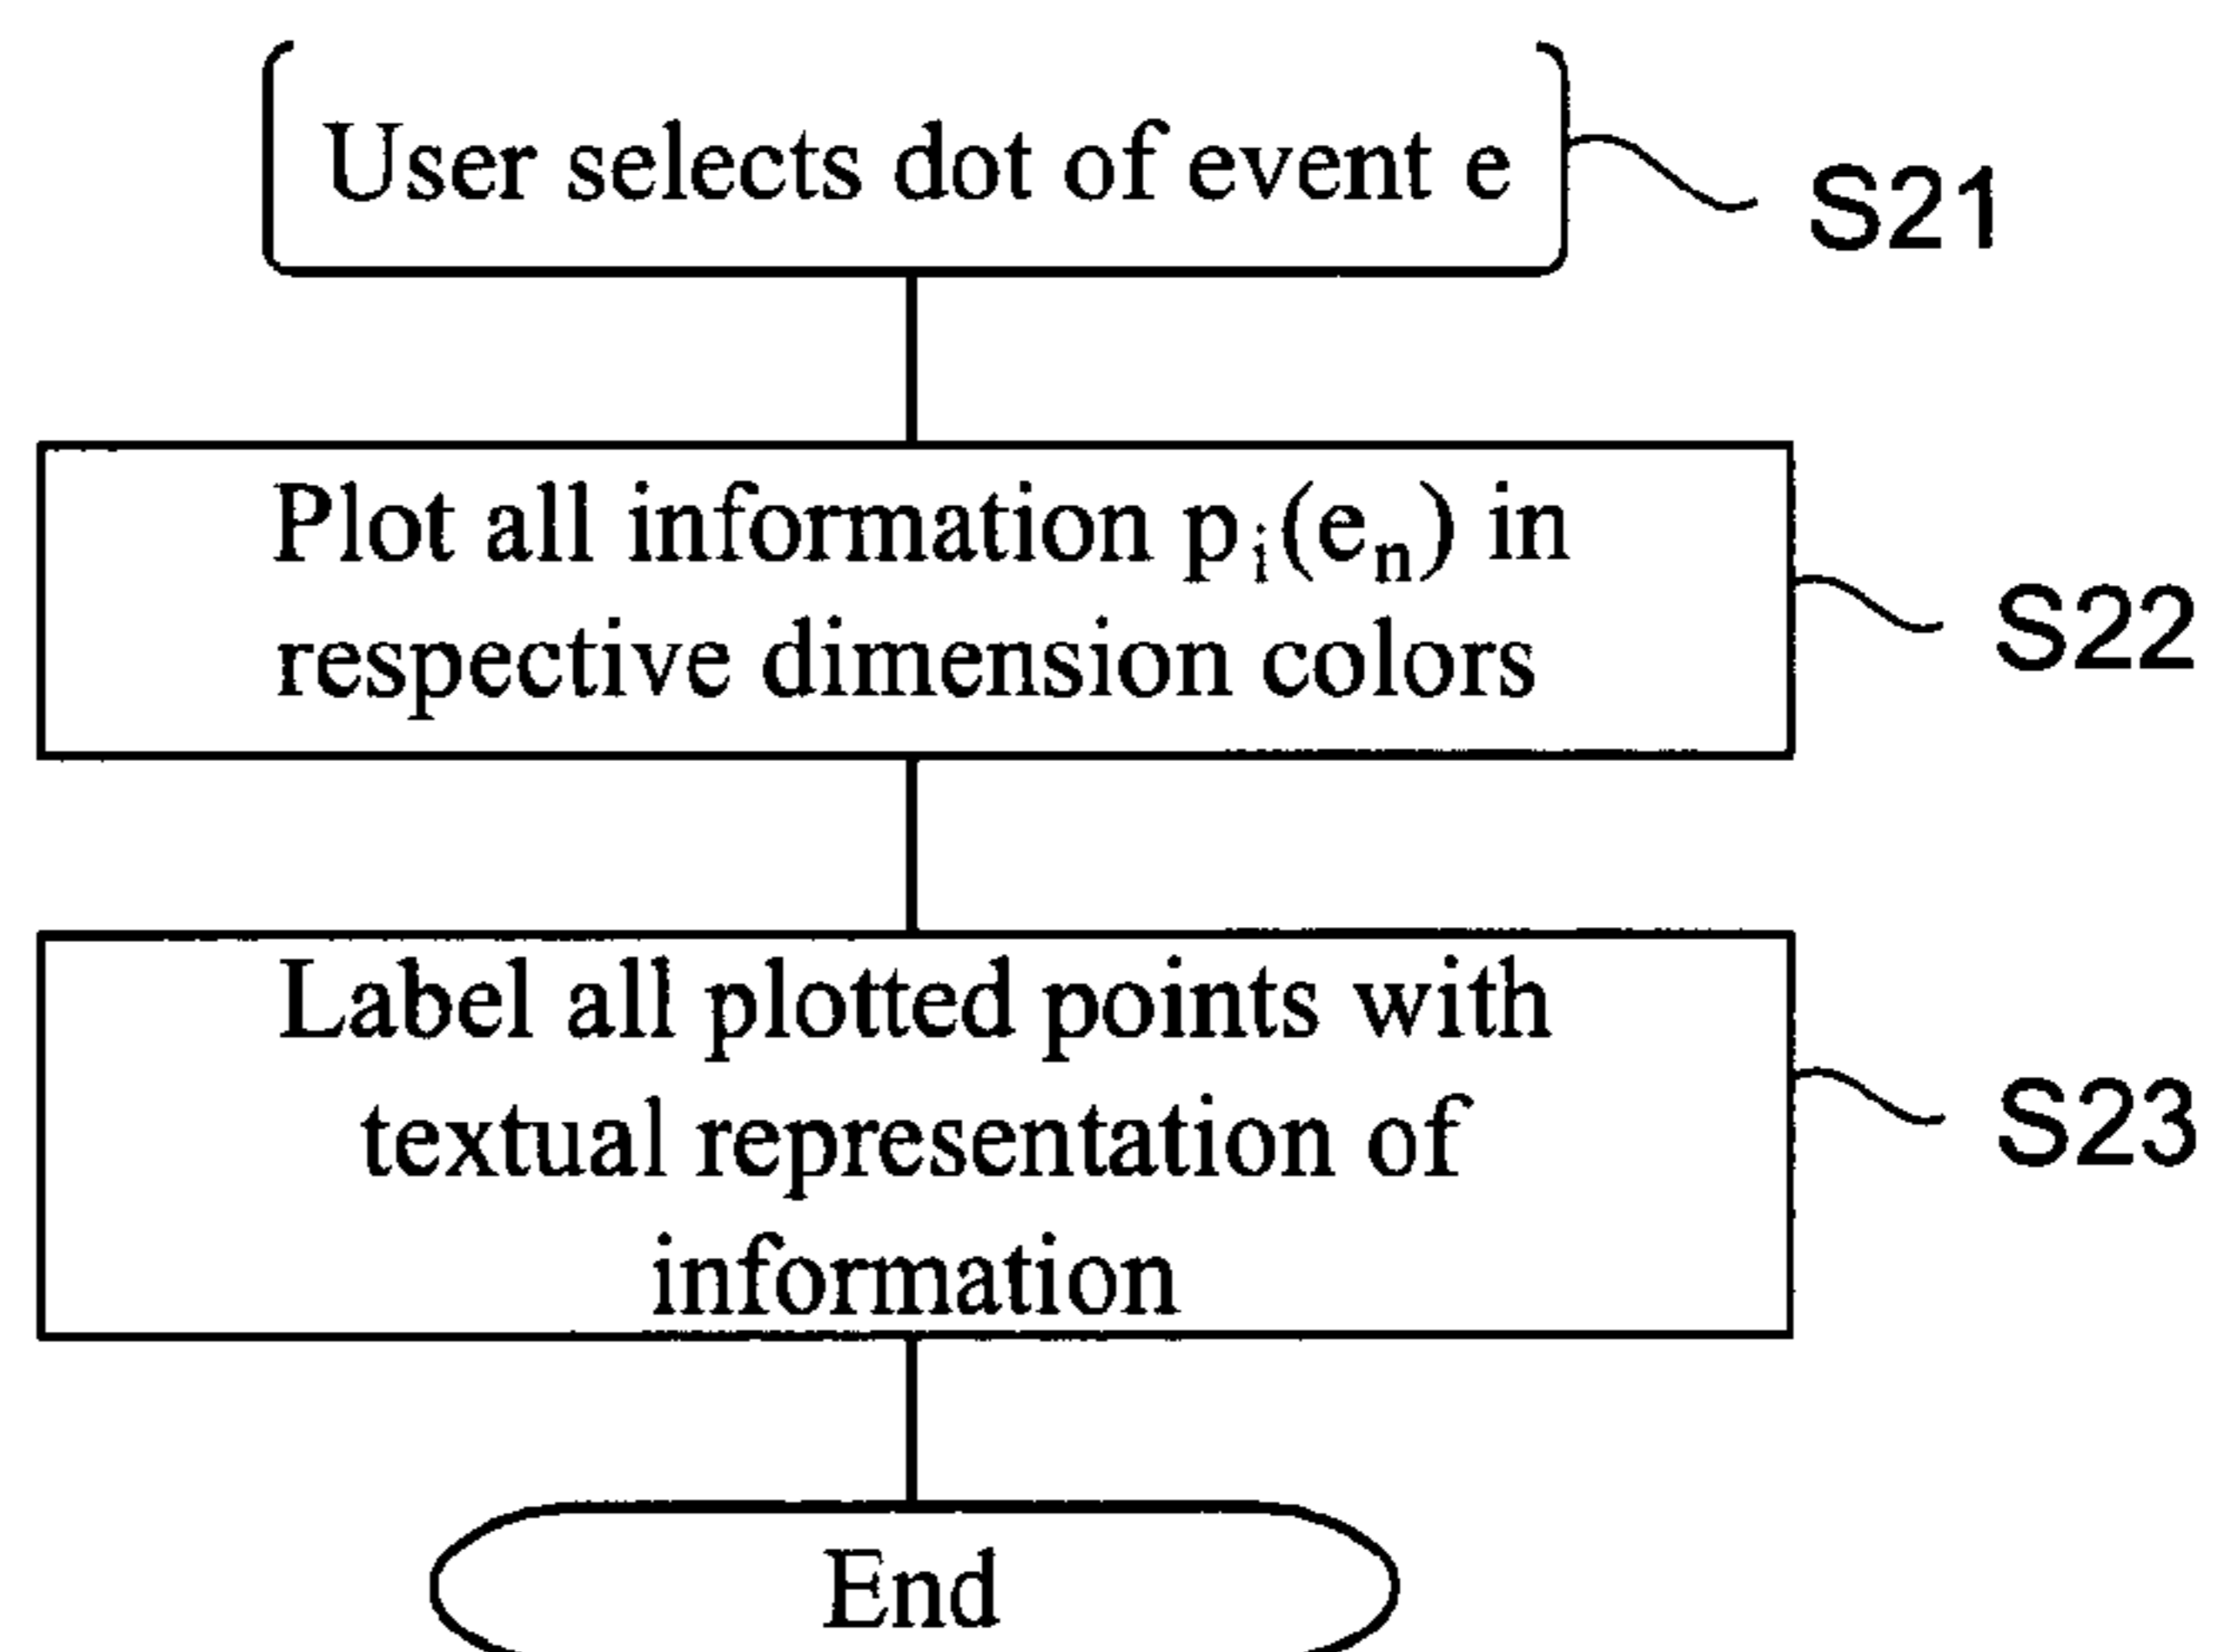 User selects dot of event e
S21
Plot all information pᵢ(eₙ) in
respective dimension colors
S22
Label all plotted points with
textual representation of
information
S23
End